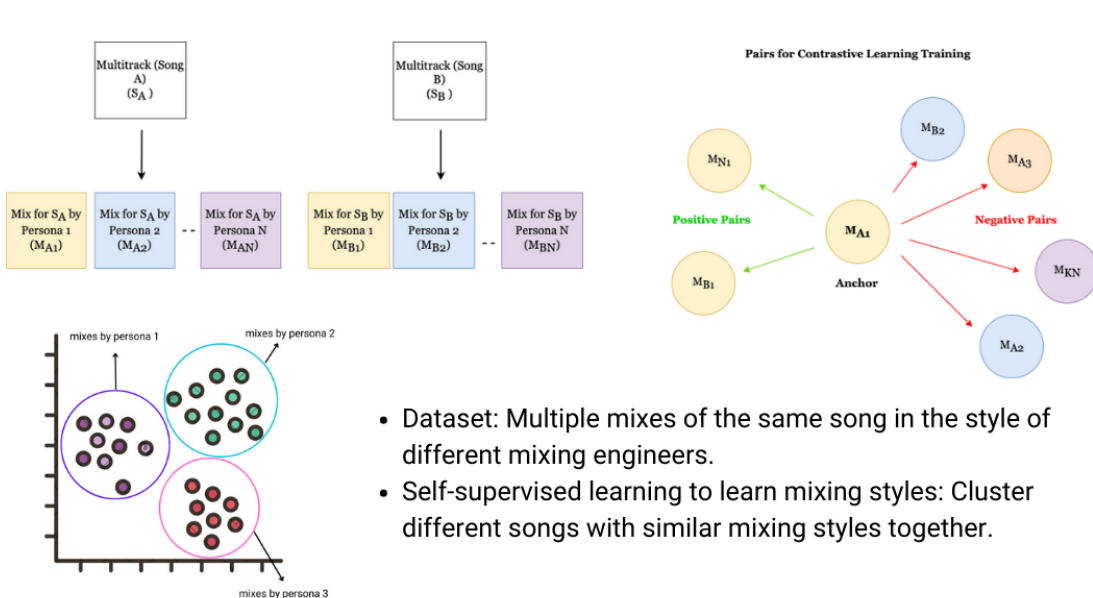 Multitrack (Song
A)
(SA )
Multitrack (Song
B)
(SB )
Mix for SA by
Persona 1
(MA1)
Mix for SA by
Persona 2
(MA2)
--
Mix for SA by
Persona N
(MAN)
Mix for SB by
Persona 1
(MB1)
Mix for SB by
Persona 2
(MB2)
--
Mix for SB by
Persona N
(MBN)
Pairs for Contrastive Learning Training
MN1
MB2
MA3
Positive Pairs
MA1
Negative Pairs
MB1
Anchor
MKN
MA2
mixes by persona 1
mixes by persona 2
mixes by persona 3
• Dataset: Multiple mixes of the same song in the style of
different mixing engineers.
• Self-supervised learning to learn mixing styles: Cluster
different songs with similar mixing styles together.